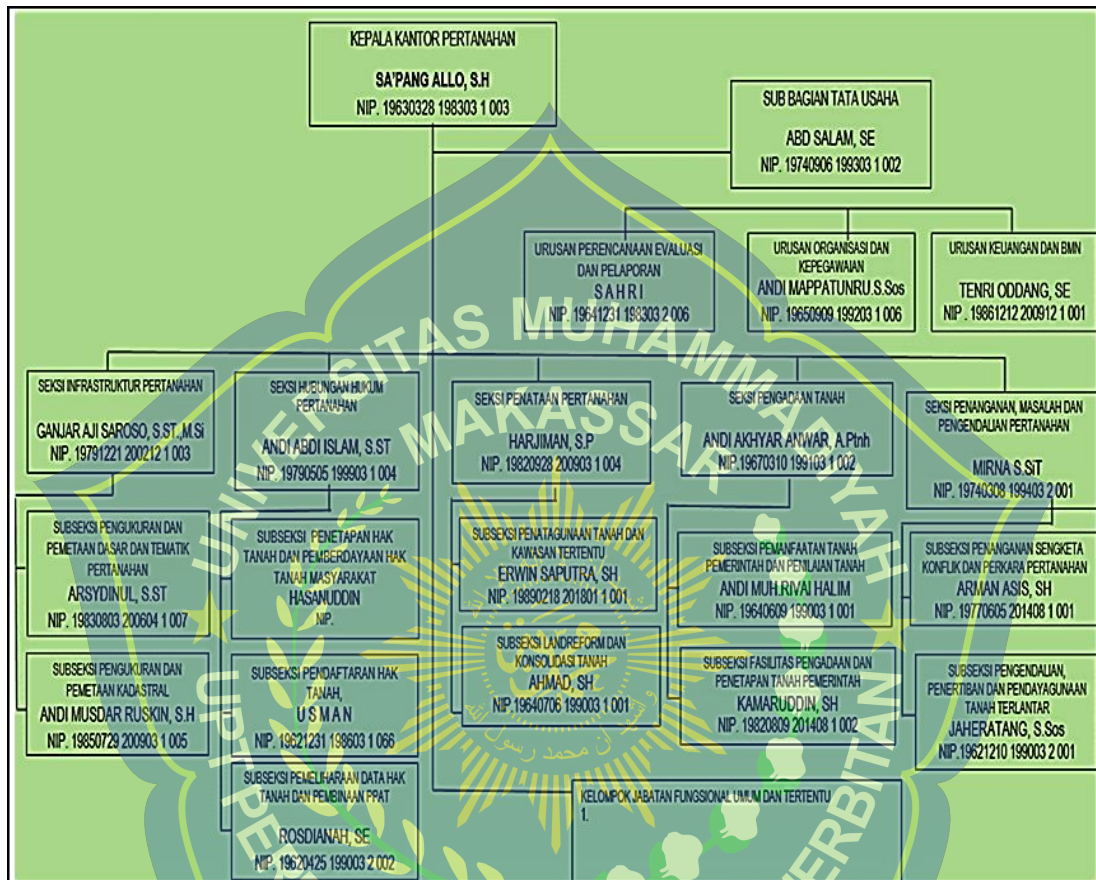 KEPALA KANTOR PERTANAHAN
SA'PANG ALLO, S.H
NIP. 19630328 198303 1 003
SUB BAGIAN TATA USAHA
ABD SALAM, SE
NIP. 19740906 199303 1 002
URUSAN PERENCANAAN EVALUASI
DAN PELAPORAN
SAHRI
NIP. 19641231 198303 2 006
URUSAN ORGANISASI DAN
KEPEGAWAIAN
ANDI MAPPATUNRU.S.Sos
NIP. 19650909 199203 1 006
URUSAN KEUANGAN DAN BMN
TENRI ODDANG, SE
NIP. 19861212 200912 1 001
SEKSI INFRASTRUKTUR PERTANAHAN
GANJAR AJI SAROSO, S.ST.,M.Si
NIP. 19791221 200212 1 003
SEKSI HUBUNGAN HUKUM
PERTANAHAN
ANDI ABDI ISLAM, S.ST
NIP. 19790505 199903 1 004
SEKSI PENATAAN PERTANAHAN
HARJIMAN, S.P
NIP. 19820928 200903 1 004
SEKSI PENGADAAN TANAH
ANDI AKHYAR ANWAR, A.Ptnh
NIP. 19670310 199103 1 002
SEKSI PENANGANAN, MASALAH DAN
PENGENDALIAN PERTANAHAN
MIRNA S.SiT
NIP. 19740308 199403 2 001
SUBSEKSI PENGUKURAN DAN
PEMETAAN DASAR DAN TEMATIK
PERTANAHAN
ARSYDINUL, S.ST
NIP. 19830803 200604 1 007
SUBSEKSI PENETAPAN HAK
TANAH DAN PEMBERDAYAAN HAK
TANAH MASYARAKAT
HASANUDDIN
NIP.
SUBSEKSI PENATAGUNAAN TANAH DAN
KAWASAN TERTENTU
ERWIN SAPUTRA, SH
NIP. 19890218 201801 1 001
SUBSEKSI PEMANFAATAN TANAH
PEMERINTAH DAN PENILAIAN TANAH
ANDI MUH.RIVAI HALIM
NIP. 19640609 199003 1 001
SUBSEKSI PENANGANAN SENGKETA
KONFLIK DAN PERKARA PERTANAHAN
ARMAN ASIS, SH
NIP. 19770605 201408 1 001
SUBSEKSI PENGUKURAN DAN
PEMETAAN KADASTRAL
ANDI MUSDAR RUSKIN, S.H
NIP. 19850729 200903 1 005
SUBSEKSI PENDAFTARAN HAK
TANAH,
USMAN
NIP. 19621231 198603 1 066
SUBSEKSI LANDREFORM DAN
KONSOLIDASI TANAH
AHMAD, SH
NIP. 19640706 199003 1 001
SUBSEKSI FASILITAS PENGADAAN DAN
PENETAPAN TANAH PEMERINTAH
KAMARUDDIN, SH
NIP. 19820809 201408 1 002
SUBSEKSI PENGENDALIAN,
PENERTIBAN DAN PENDAYAGUNAAN
TANAH TERLANTAR
JAHERATANG, S.Sos
NIP. 19621210 199003 2 001
SUBSEKSI PEMELIHARAAN DATA HAK
TANAH DAN PEMBINAAN PPAT
ROSDIANAH, SE
NIP. 19620425 199003 2 002
KELOMPOK JABATAN FUNGSIONAL UMUM DAN TERTENTU
1.
UNIVERSITAS MUHAMMADIYAH
MAKASSAR